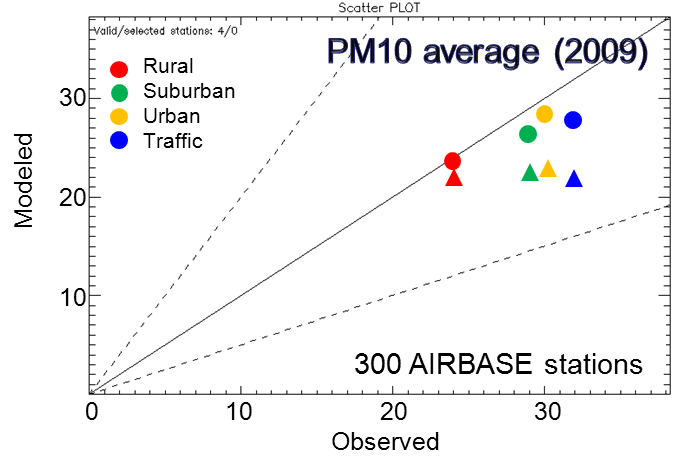 Scatter PLOT
Valid/selected stations: 4/0
PM10 average (2009)
Rural
Suburban
Urban
Traffic
30
20
10
Modeled
300 AIRBASE stations
0
10
20
30
Observed